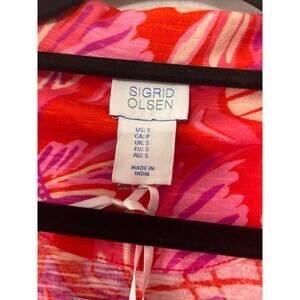 SIGRID
OLSEN
US: S
CA: P
UK: S
EU: S
AU: S
MADE IN
INDIA